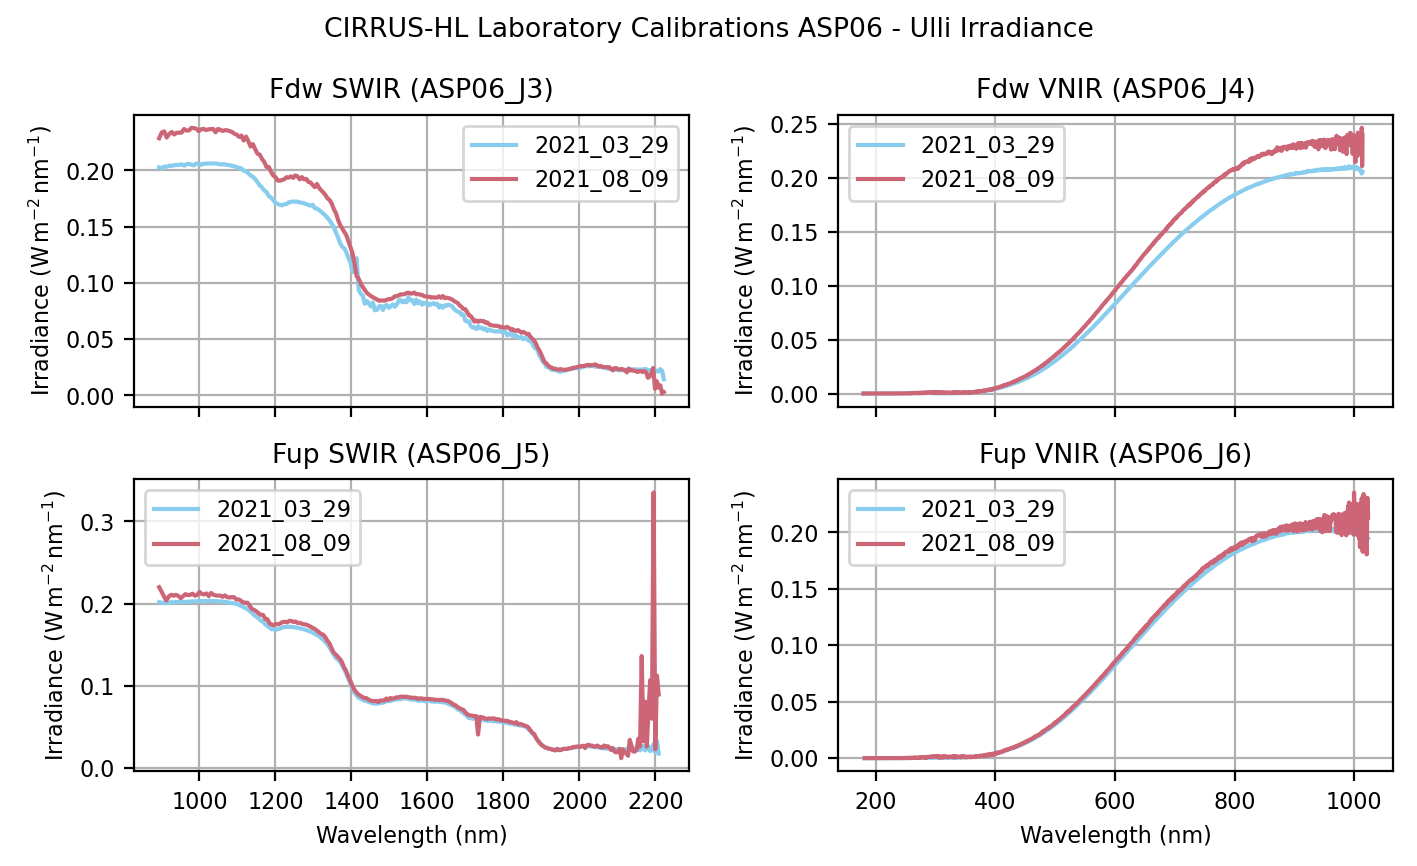 CIRRUS-HL Laboratory Calibrations ASP06 - Ulli Irradiance
Fdw SWIR (ASP06_J3)
Irradiance (W m⁻² nm⁻¹)
0.20
0.15
0.10
0.05
0.00
2021_03_29
2021_08_09
Fdw VNIR (ASP06_J4)
Irradiance (W m⁻² nm⁻¹)
0.25
0.20
0.15
0.10
0.05
0.00
2021_03_29
2021_08_09
Fup SWIR (ASP06_J5)
Irradiance (W m⁻² nm⁻¹)
0.3
0.2
0.1
0.0
2021_03_29
2021_08_09
1000 1200 1400 1600 1800 2000 2200
Wavelength (nm)
Fup VNIR (ASP06_J6)
Irradiance (W m⁻² nm⁻¹)
0.20
0.15
0.10
0.05
0.00
2021_03_29
2021_08_09
200 400 600 800 1000
Wavelength (nm)